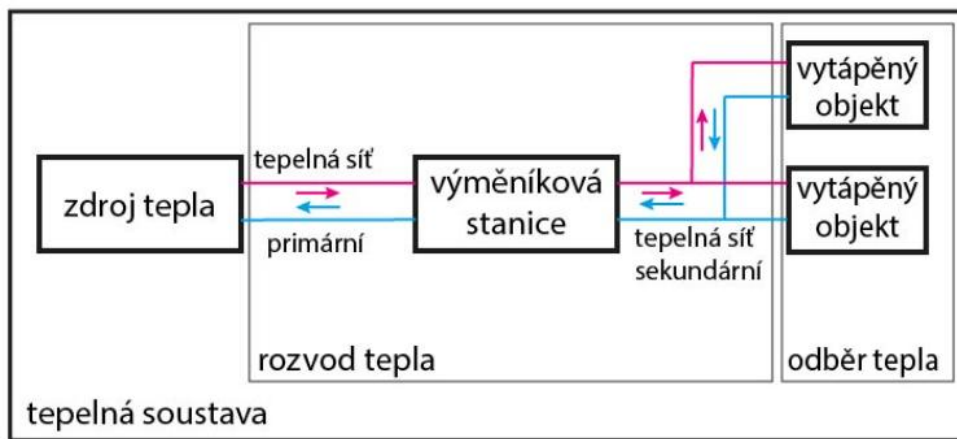 vytápěný
objekt
tepelná síť
zdroj tepla
primární
výměníková
stanice
vytápěný
objekt
tepelná síť
sekundární
rozvod tepla
odběr tepla
tepelná soustava